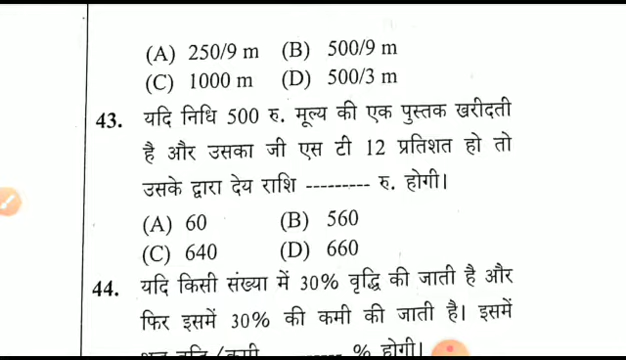 (A) 250/9 m (B) 500/9 m
(C) 1000 m (D) 500/3 m
43. यदि निधि 500 रु. मूल्य की एक पुस्तक खरीदती
है और उसका जी एस टी 12 प्रतिशत हो तो
उसके द्वारा देय राशि --------- रु. होगी।
(A) 60 (B) 560
(C) 640 (D) 660
44. यदि किसी संख्या में 30% वृद्धि की जाती है और
फिर इसमें 30% की कमी की जाती है। इसमें
% होगी।